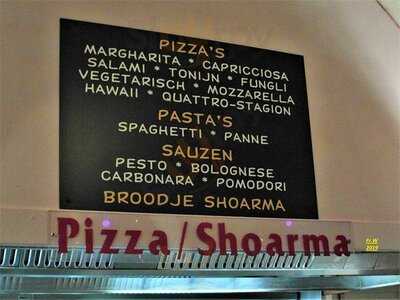 PIZZA'S
MARGHARITA * CAPRICCIOSA
SALAMI * TONIJN * FUNGLI
VEGETARISCH * MOZZARELLA
HAWAII * QUATTRO-STAGION
PASTA'S
SPAGHETTI * PANNE
SAUZEN
PESTO * BOLOGNESE
CARBONARA * POMODORI
BROODJE SHOARMA
Pizza / Shoarma
2019